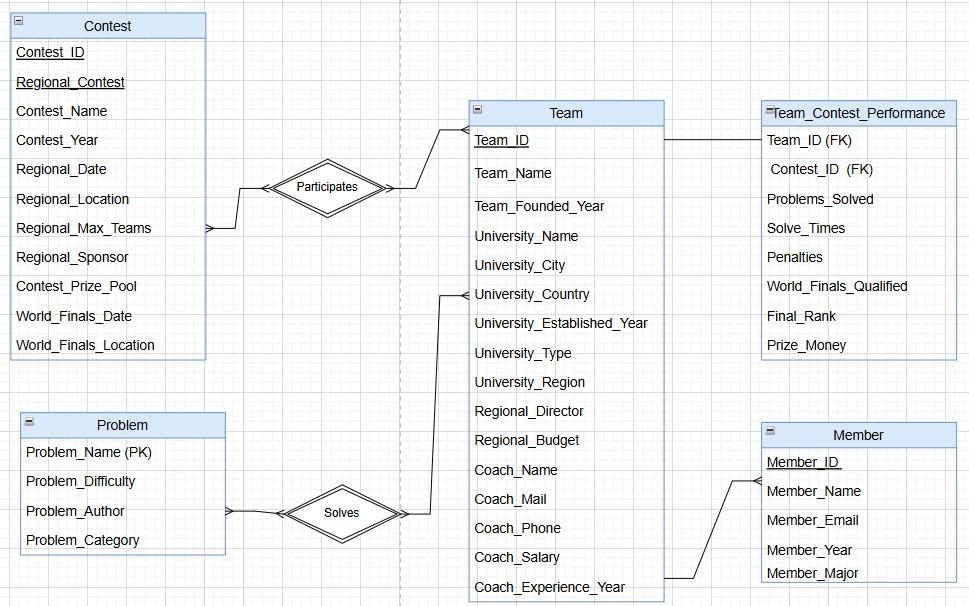 Contest
Contest_ID
Regional_Contest
Contest_Name
Contest_Year
Regional_Date
Regional_Location
Regional_Max_Teams
Regional_Sponsor
Contest_Prize_Pool
World_Finals_Date
World_Finals_Location
Participates
Team
Team_ID
Team_Name
Team_Founded_Year
University_Name
University_City
University_Country
University_Established_Year
University_Type
University_Region
Regional_Director
Regional_Budget
Coach_Name
Coach_Mail
Coach_Phone
Coach_Salary
Coach_Experience_Year
Team_Contest_Performance
Team_ID (FK)
Contest_ID (FK)
Problems_Solved
Solve_Times
Penalties
World_Finals_Qualified
Final_Rank
Prize_Money
Problem
Problem_Name (PK)
Problem_Difficulty
Problem_Author
Problem_Category
Solves
Member
Member_ID
Member_Name
Member_Email
Member_Year
Member_Major